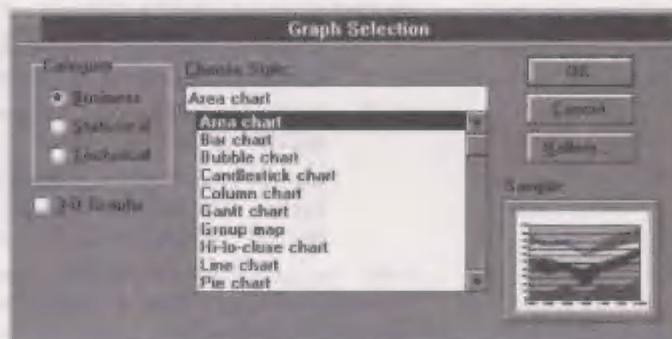 Graph Selection
Category
Business
Statistical
Technical
3-D Graphs
Choose Style:
Area chart
Area chart
Bar chart
Bubble chart
Candlestick chart
Column chart
Gantt chart
Group map
Hi-lo-close chart
Line chart
Pie chart
OK
Cancel
Gallery...
Sample: